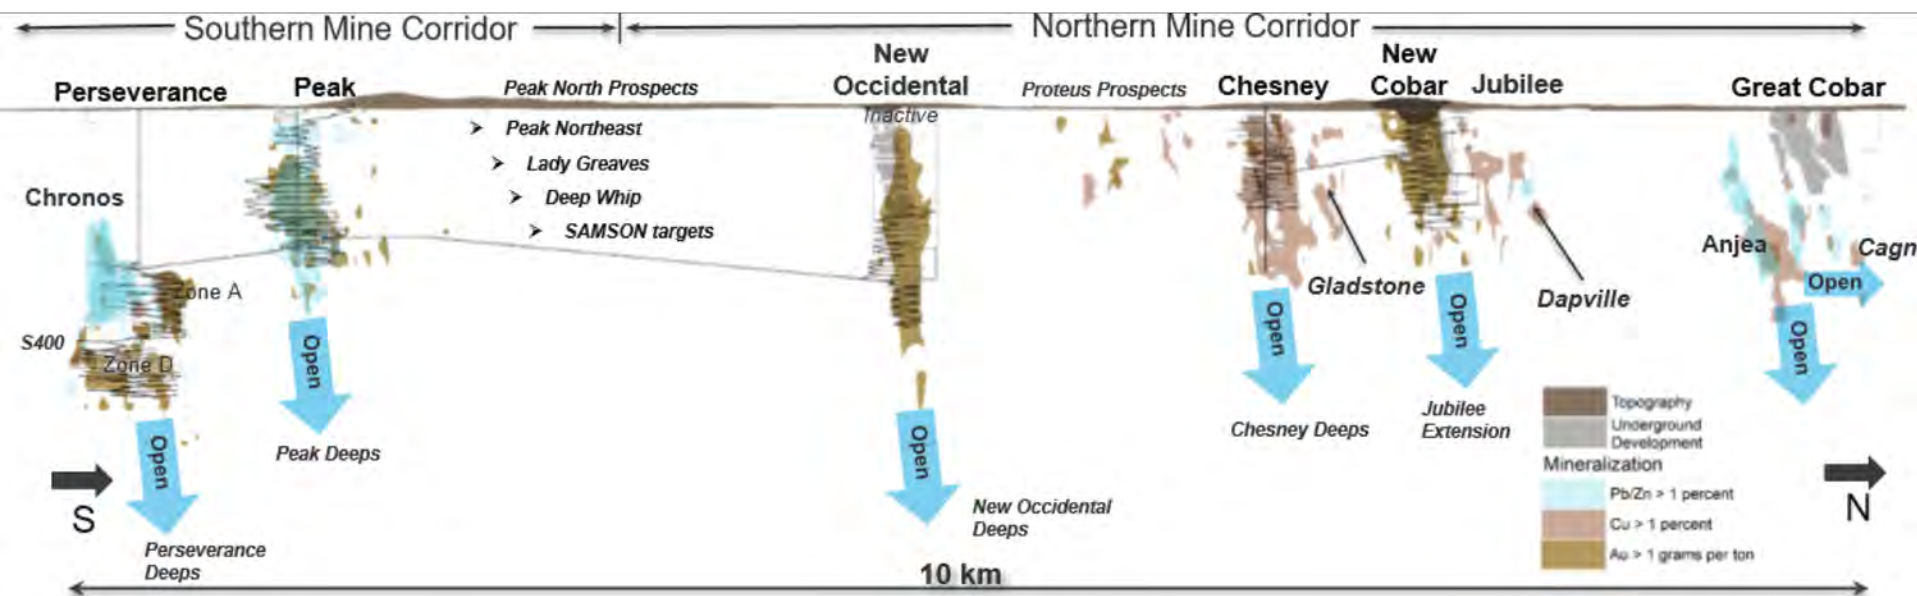 Southern Mine Corridor
Northern Mine Corridor
Perseverance
Peak
Peak North Prospects
New
Occidental
Inactive
Proteus Prospects
Chesney
New
Cobar
Jubilee
Great Cobar
Peak Northeast
Lady Greaves
Deep Whip
SAMSON targets
Chronos
Zone A
S400
Zone D
Open
Perseverance
Deeps
Open
Peak Deeps
Open
New Occidental
Deeps
Open
Chesney Deeps
Gladstone
Open
Jubilee
Extension
Dapville
Anjea
Cagn
Open
Open
Topography
Underground
Development
Mineralization
Pb/Zn > 1 percent
Cu > 1 percent
Au > 1 grams per ton
S
N
10 km